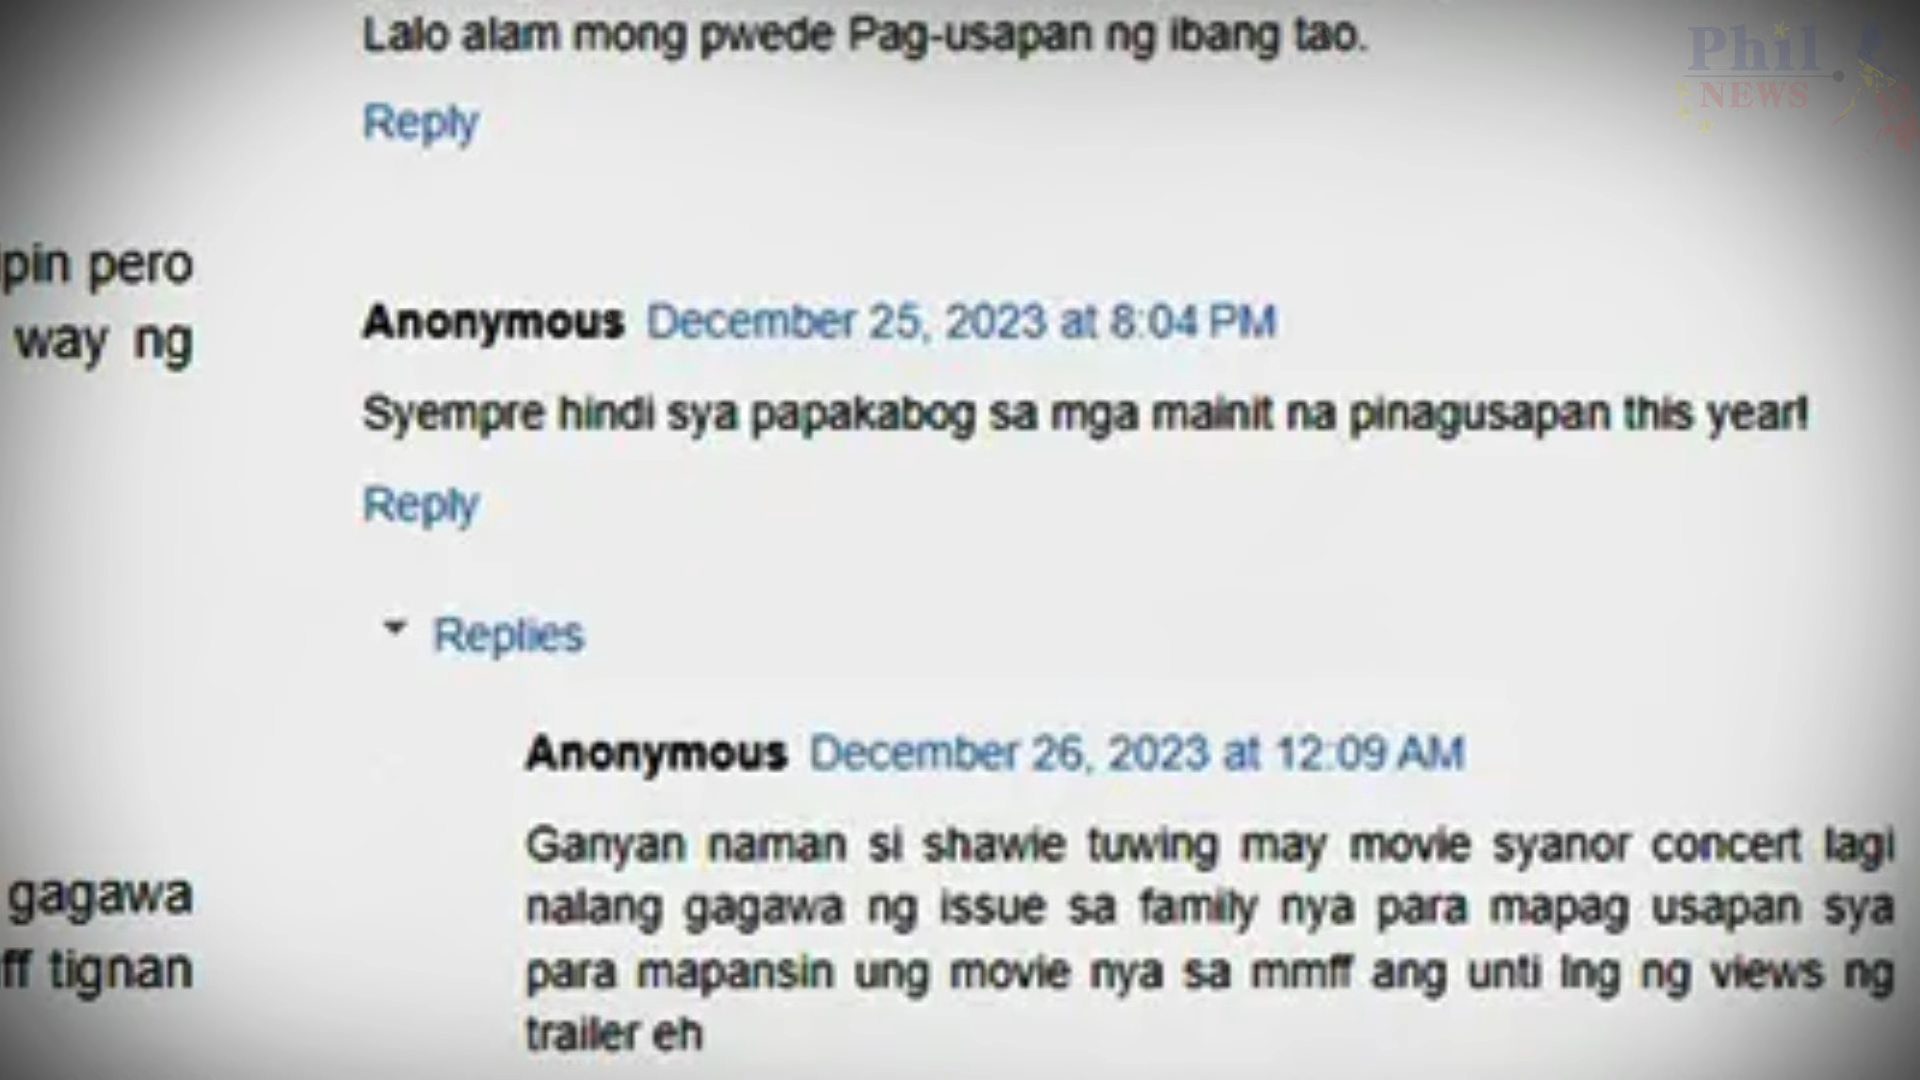 Lalo alam mong pwede Pag-usapan ng ibang tao.
Phil
NEWS
Reply
pin pero
way ng
Anonymous December 25, 2023 at 8:04 PM
Syempre hindi sya papakabog sa mga mainit na pinagusapan this year!
Reply
Replies
Anonymous December 26, 2023 at 12:09 AM
Ganyan naman si shawie tuwing may movie syanor concert lagi
nalang gagawa ng issue sa family nya para mapag usapan sya
para mapansin ung movie nya sa mmff ang unti lng ng views ng
trailer eh
gagawa
ff tignan